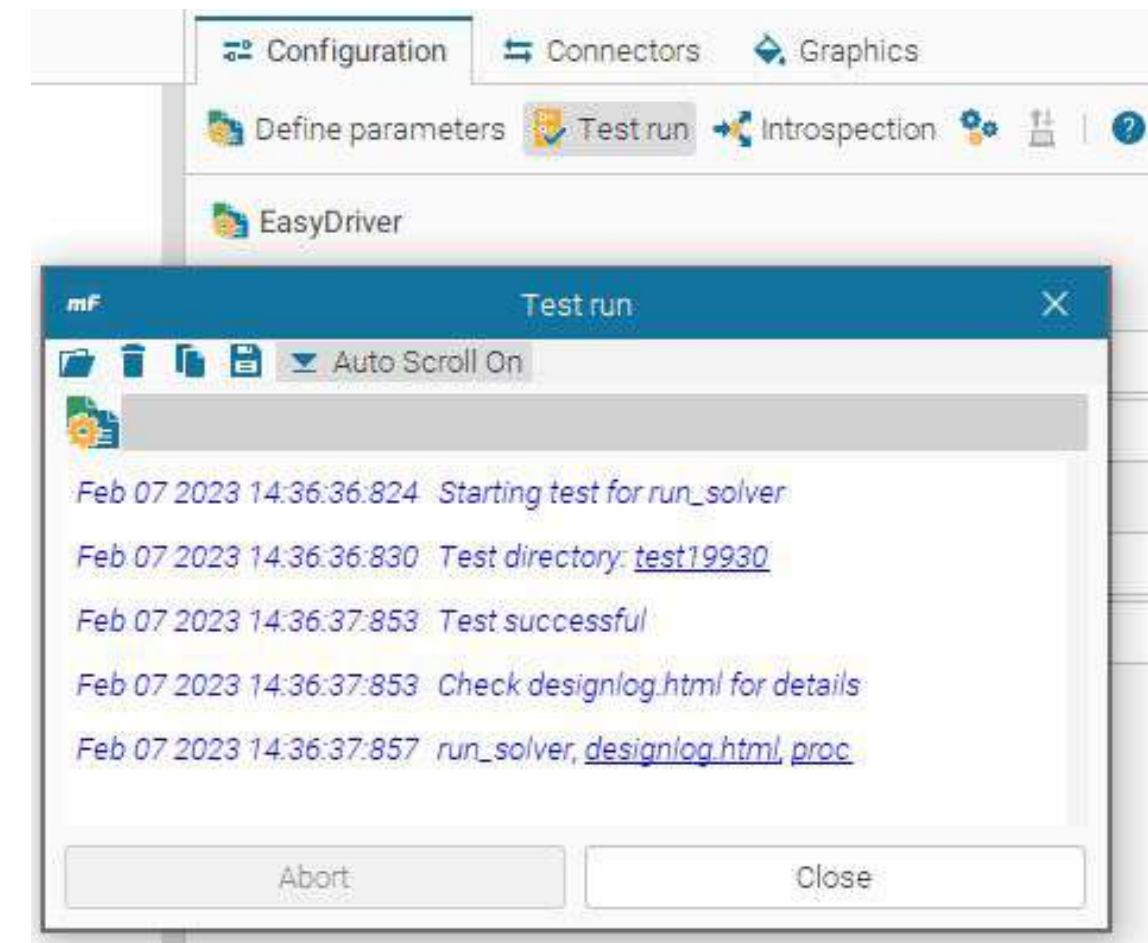 Configuration Connectors Graphics
Define parameters Test run Introspection
EasyDriver
mF Test run
Auto Scroll On
Feb 07 2023 14:36:36:824 Starting test for run_solver
Feb 07 2023 14:36:36:830 Test directory: test19930
Feb 07 2023 14:36:37:853 Test successful
Feb 07 2023 14:36:37:853 Check designlog.html for details
Feb 07 2023 14:36:37:857 run_solver, designlog.html, proc
Abort Close